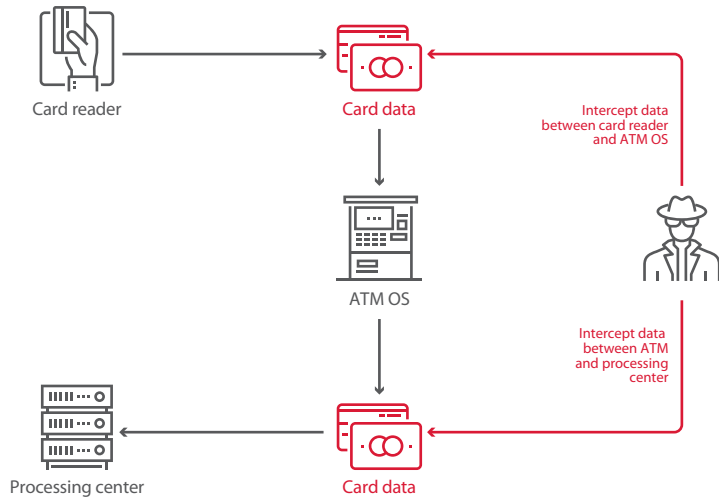 Card reader
Card data
Intercept data
between card reader
and ATM OS
ATM OS
Intercept data
between ATM
and processing
center
Processing center
Card data